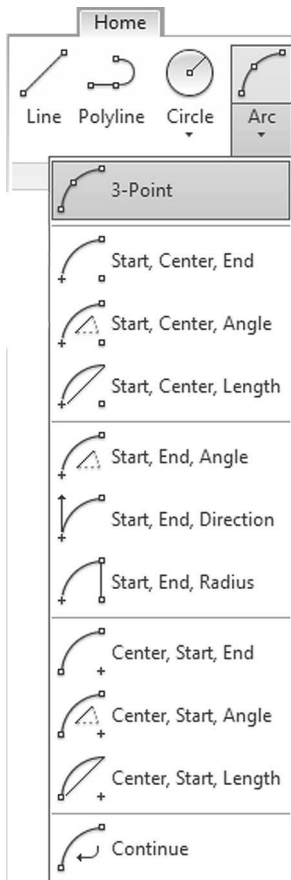 Home
Line Polyline Circle Arc
3-Point
Start, Center, End
Start, Center, Angle
Start, Center, Length
Start, End, Angle
Start, End, Direction
Start, End, Radius
Center, Start, End
Center, Start, Angle
Center, Start, Length
Continue